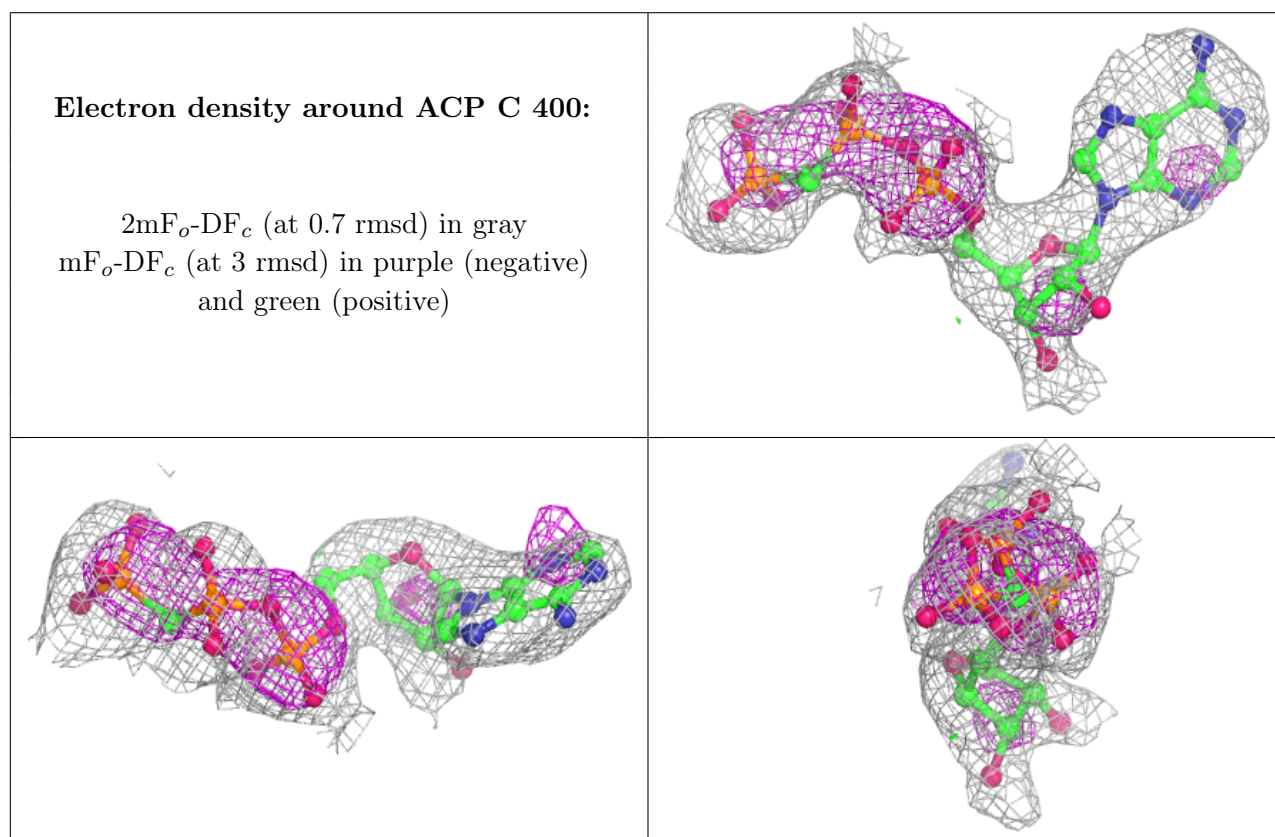 Electron density around ACP C 400:
2mFo-DFc (at 0.7 rmsd) in gray
mFo-DFc (at 3 rmsd) in purple (negative)
and green (positive)